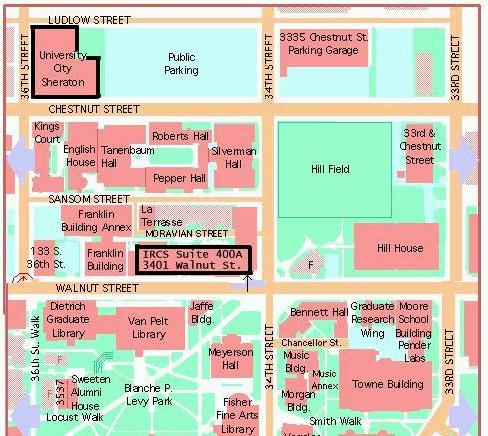 LUDLOW STREET
36TH STREET
University
City
Sheraton
Public
Parking
34TH STREET
3335 Chestnut St.
Parking Garage
33RD STREET
CHESTNUT STREET
Kings
Court
English
House
Tanenbaum
Hall
Roberts Hall
Pepper Hall
Silverman
Hall
Hill Field
33rd &
Chestnut
Street
SANSOM STREET
Franklin
Building Annex
La
Terrasse
MORAVIAN STREET
133 S.
36th St.
Franklin
Building
IRCS Suite 400A
3401 Walnut St.
F
Hill House
WALNUT STREET
36th St. Walk
Dietrich
Graduate
Library
Van Pelt
Library
Jaffe
Bldg.
Meyerson
Hall
34TH STREET
Bennett Hall
Graduate
Research
Wing
Moore
School
Building
Pender
Labs
33RD STREET
Chancellor St.
Music
Bldg.
Music
Annex
Morgan
Bldg.
Towne Building
F
F
3537
Sweeten
Alumni
House
Locust Walk
Blanche P.
Levy Park
Fisher
Fine Arts
Library
Smith Walk